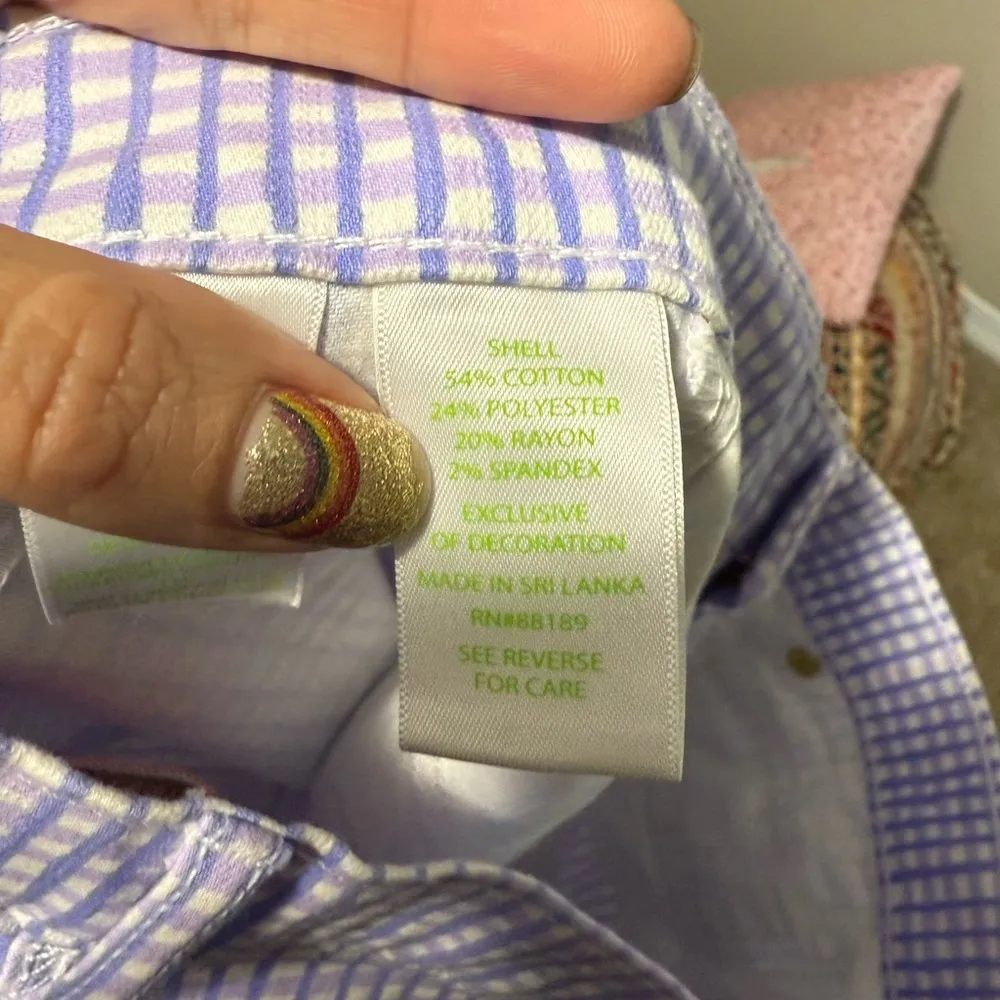 SHELL
54% COTTON
24% POLYESTER
20% RAYON
2% SPANDEX
EXCLUSIVE
OF DECORATION
MADE IN SRI LANKA
RN#88189
SEE REVERSE
FOR CARE